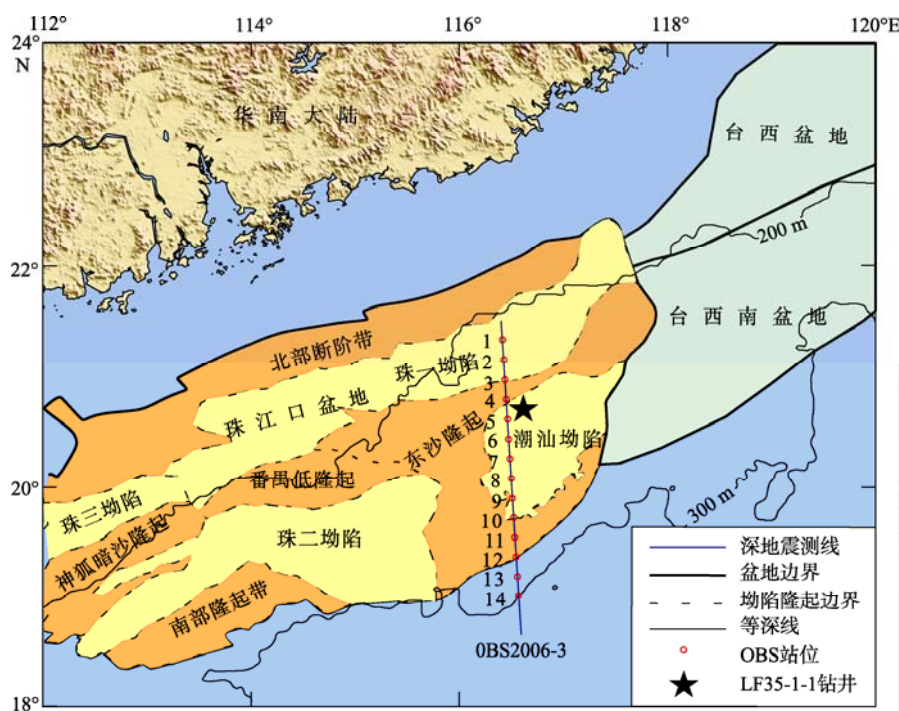 112°
114°
116°
118°
120°
24°
N
22°
20°
18°
华南大陆
台西盆地
200 m
台西南盆地
北部断阶带
珠一坳陷
珠江口盆地
东沙隆起
潮汕坳陷
番禺低隆起
珠三坳陷
神狐暗沙隆起
珠二坳陷
南部隆起带
300 m
1
2
3
4
5
6
7
8
9
10
11
12
13
14
0BS2006-3
深地震测线
盆地边界
坳陷隆起边界
等深线
OBS站位
LF35-1-1钻井